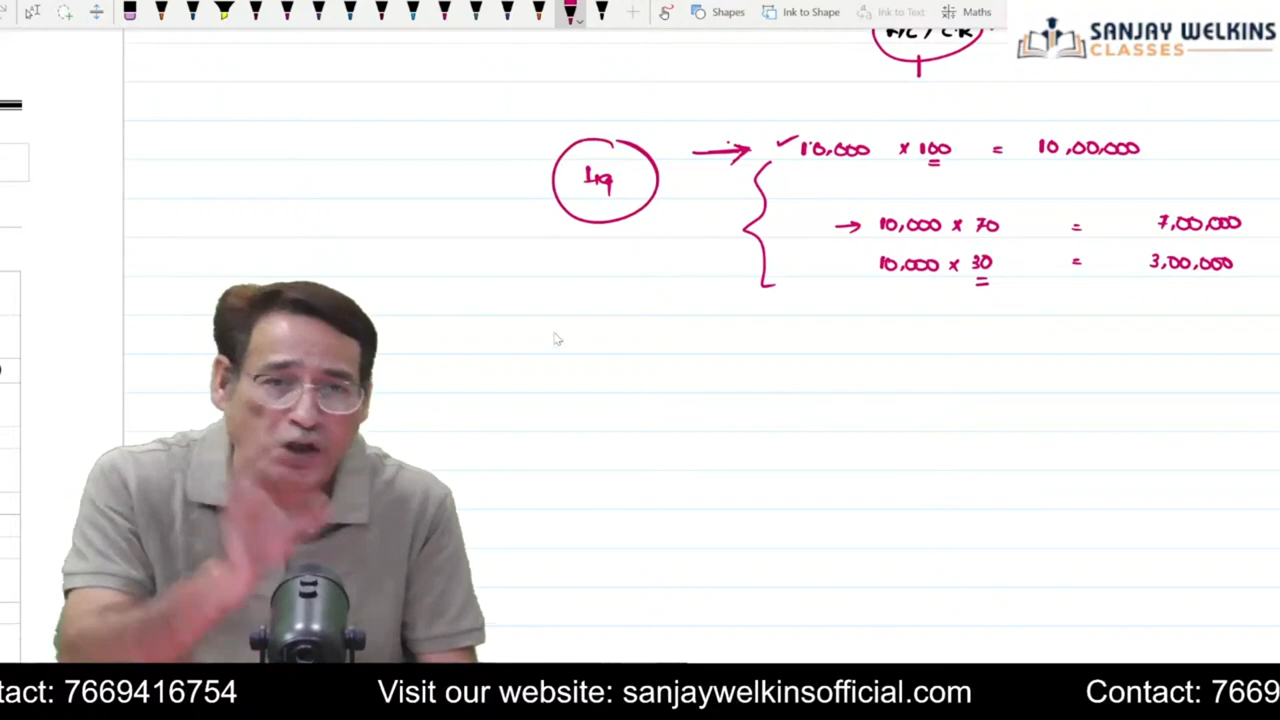 Shapes Ink to Shape Ink to Text Maths
SANJAY WELKINS
CLASSES
R/C / C.R
Liq → ✓10,000 × 100 = 10,00,000
→ 10,000 × 70 = 7,00,000
10,000 × 30 = 3,00,000
tact: 7669416754 Visit our website: sanjaywelkinsofficial.com Contact: 7669